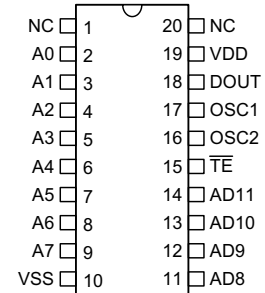 NC 1 20 NC
A0 2 19 VDD
A1 3 18 DOUT
A2 4 17 OSC1
A3 5 16 OSC2
A4 6 15 T̅E̅
A5 7 14 AD11
A6 8 13 AD10
A7 9 12 AD9
VSS 10 11 AD8